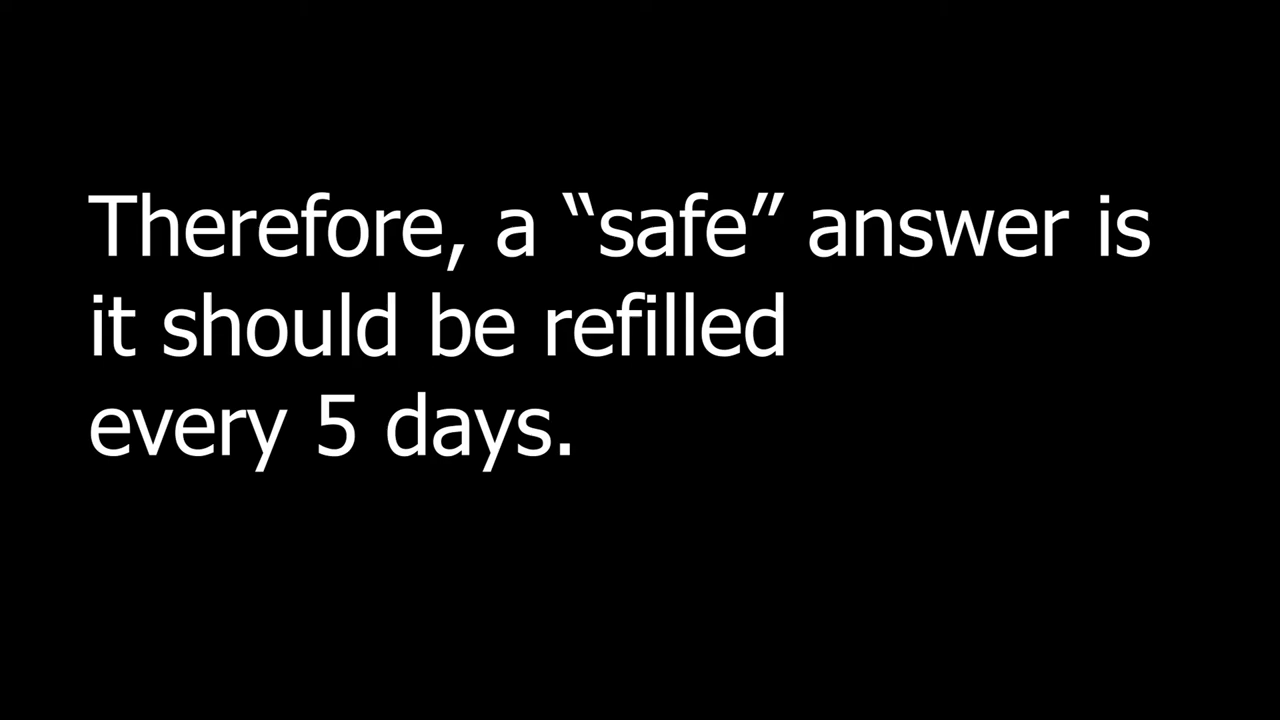 Therefore, a “safe” answer is
it should be refilled
every 5 days.